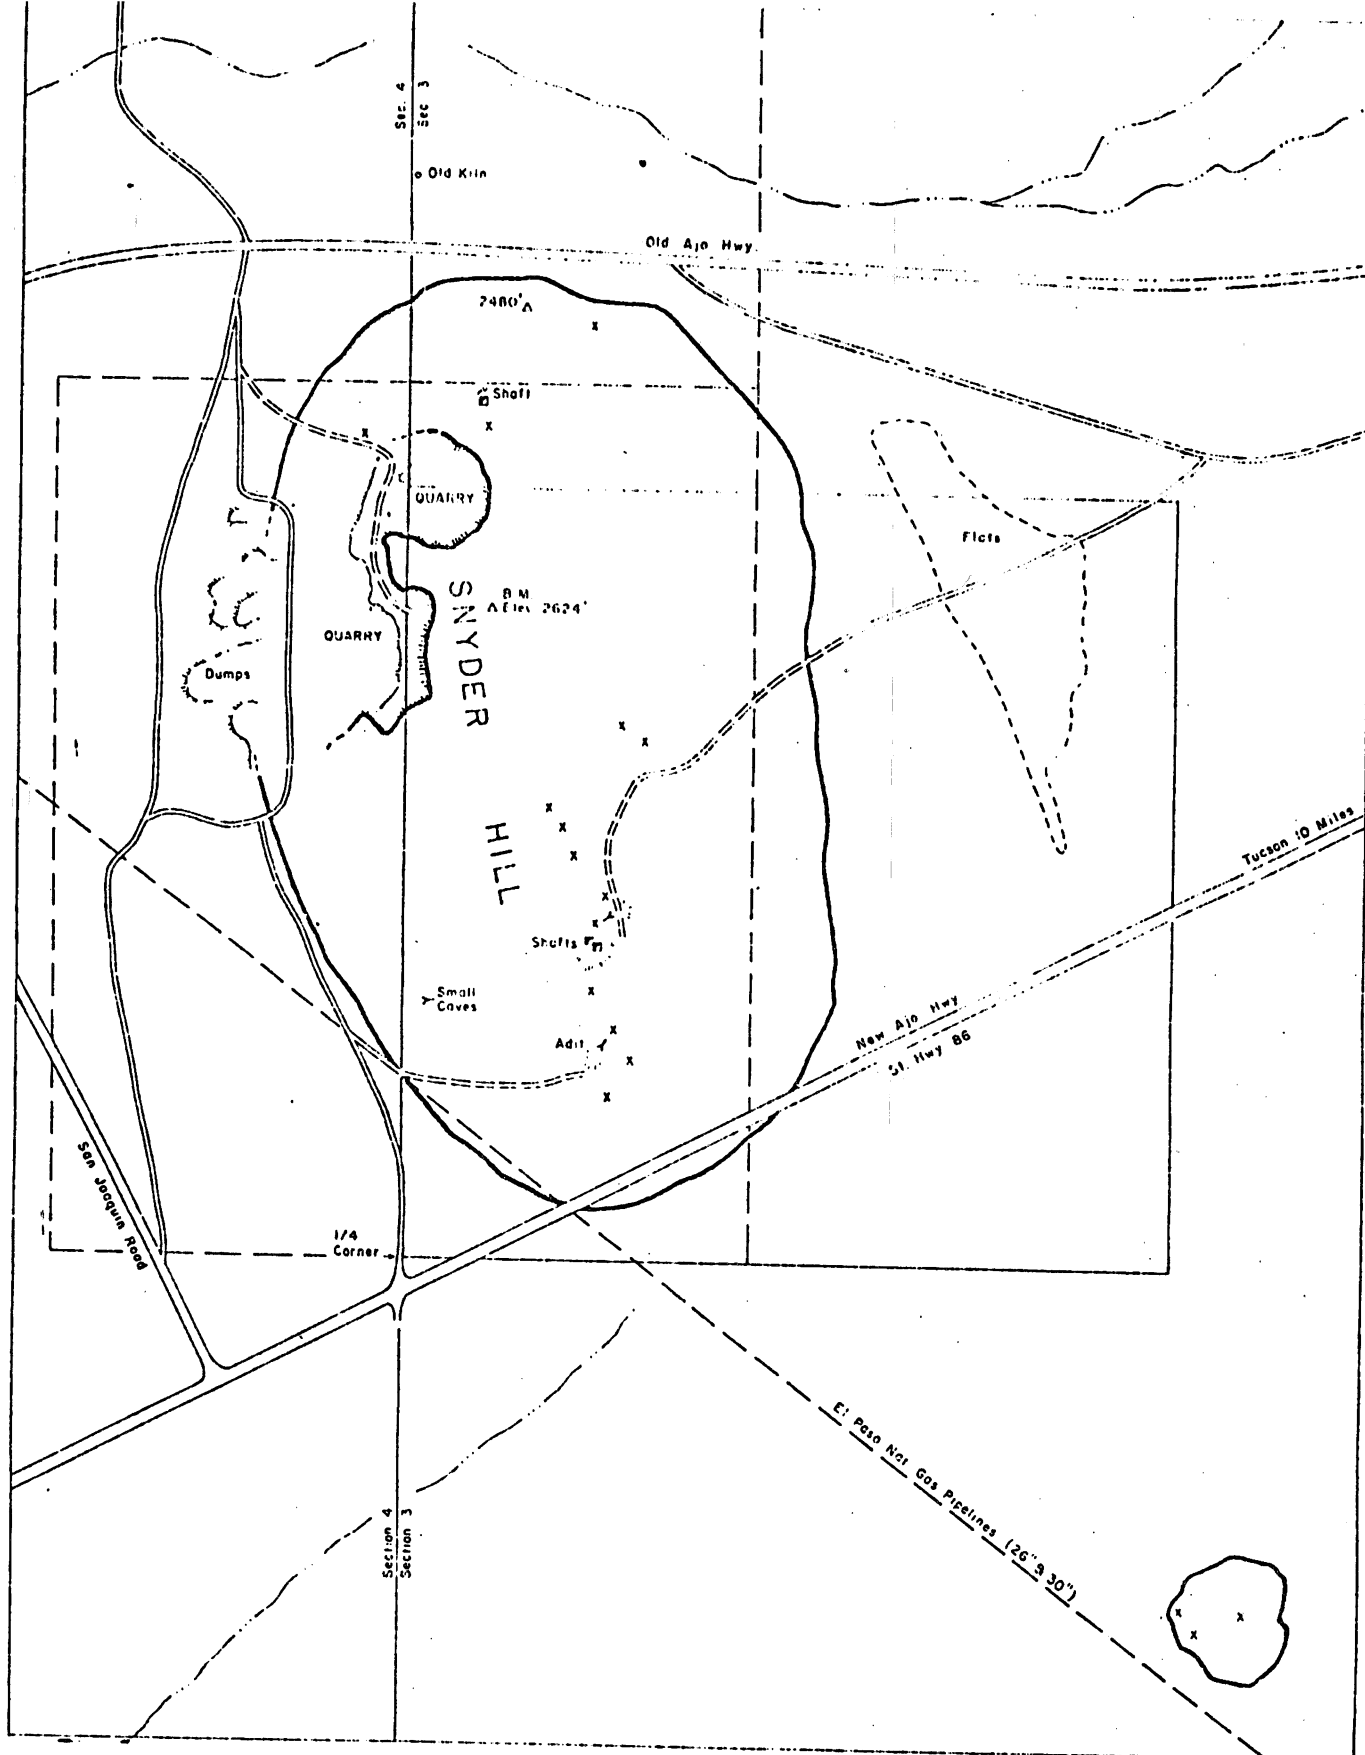 Sec. 4
Sec 3
Old Kiln
Old Ajo Hwy.
2480'
Shaft
QUARRY
Flats
B.M.
Elev. 2624'
SNYDER
QUARRY
Dumps
HILL
Tucson 10 Miles
Shafts
Small
Caves
New Ajo Hwy
St. Hwy 86
Adit
San Joaquin Road
1/4
Corner
El Paso Nat Gas Pipelines (26" & 30")
Section 4
Section 3